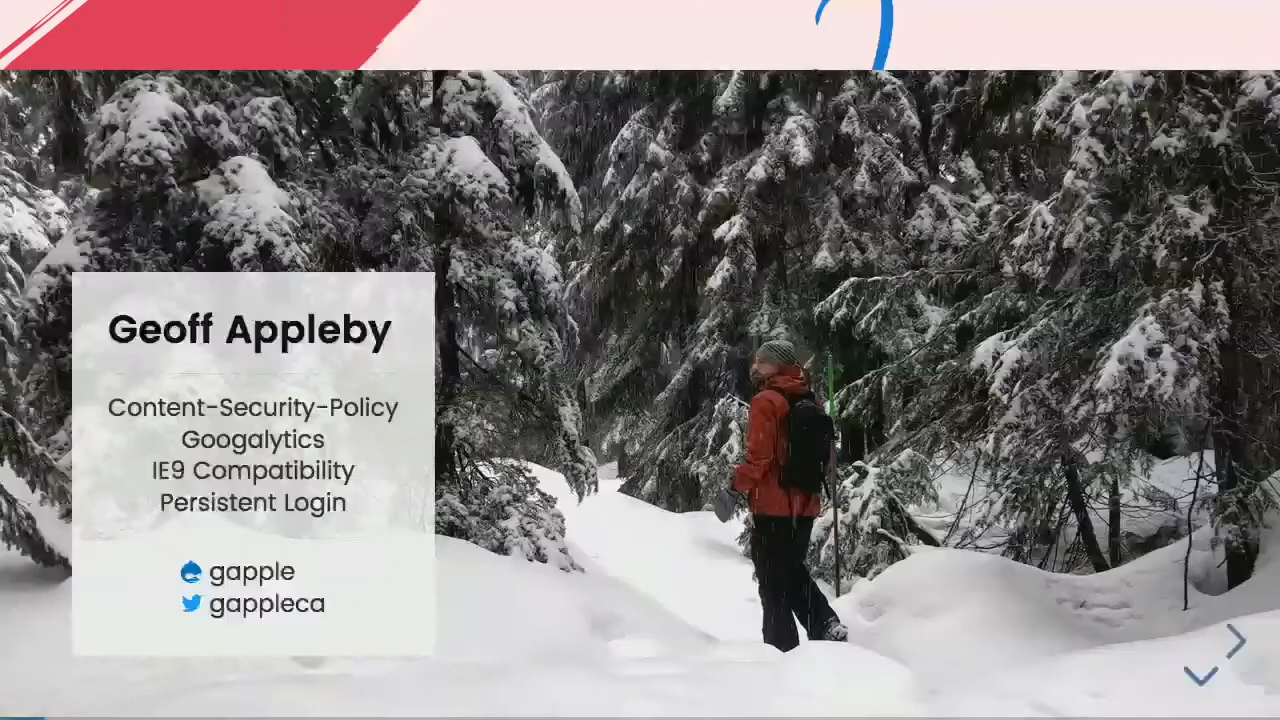 Geoff Appleby
Content-Security-Policy
Googalytics
IE9 Compatibility
Persistent Login
gapple
gappleca